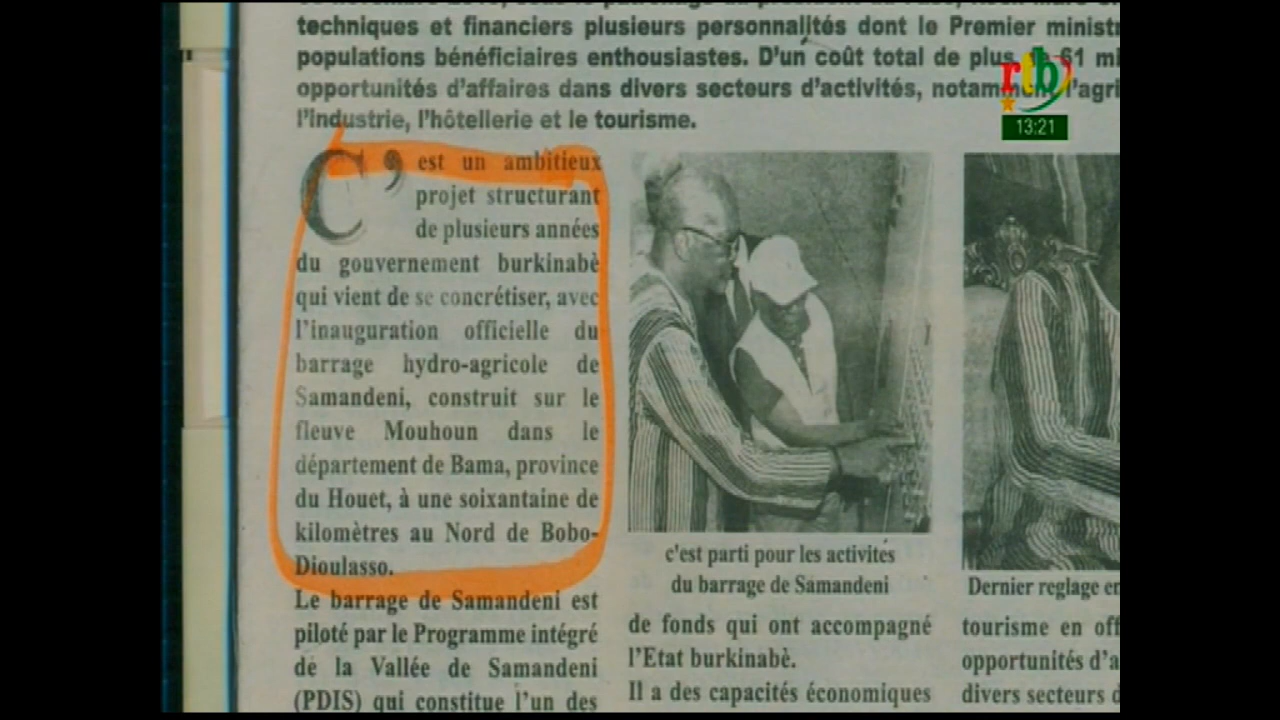 techniques et financiers plusieurs personnalités dont le Premier
populations bénéficiaires enthousiastes. D'un coût total de plus de 61
opportunités d'affaires dans divers secteurs d'activités, notamment
l'industrie, l'hôtellerie et le tourisme.
rtb
13:21
C'est un ambitieux
projet structurant
de plusieurs années
du gouvernement burkinabè
qui vient de se concrétiser, avec
l'inauguration officielle du
barrage hydro-agricole de
Samandeni, construit sur le
fleuve Mouhoun dans le
département de Bama, province
du Houet, à une soixantaine de
kilomètres au Nord de Bobo-
Dioulasso.
Le barrage de Samandeni est
piloté par le Programme intégré
de la Vallée de Samandeni
(PDIS) qui constitue l'un des
c'est parti pour les activités
du barrage de Samandeni
de fonds qui ont accompagné
l'Etat burkinabè.
Il a des capacités économiques
Dernier reglage
tourisme en
opportunités
divers secteurs